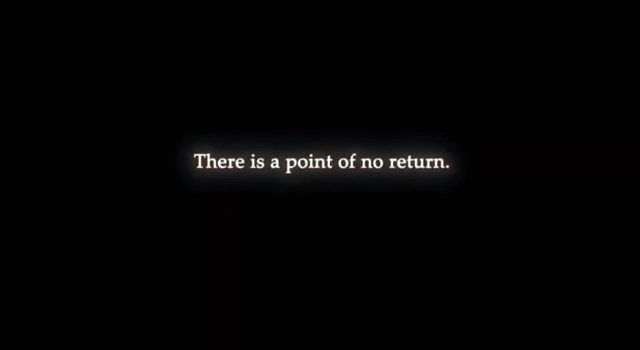 There is a point of no return.